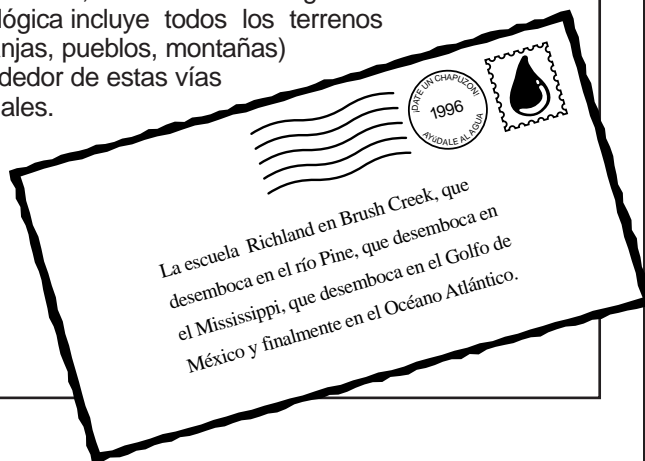 lógica incluye todos los terrenos
anjas, pueblos, montañas)
dedor de estas vías
ales.
¡DATE UN CHAPUZON!
1996
AYÚDALE AL AGUA
La escuela Richland en Brush Creek, que
desemboca en el río Pine, que desemboca en
el Mississippi, que desemboca en el Golfo de
México y finalmente en el Océano Atlántico.